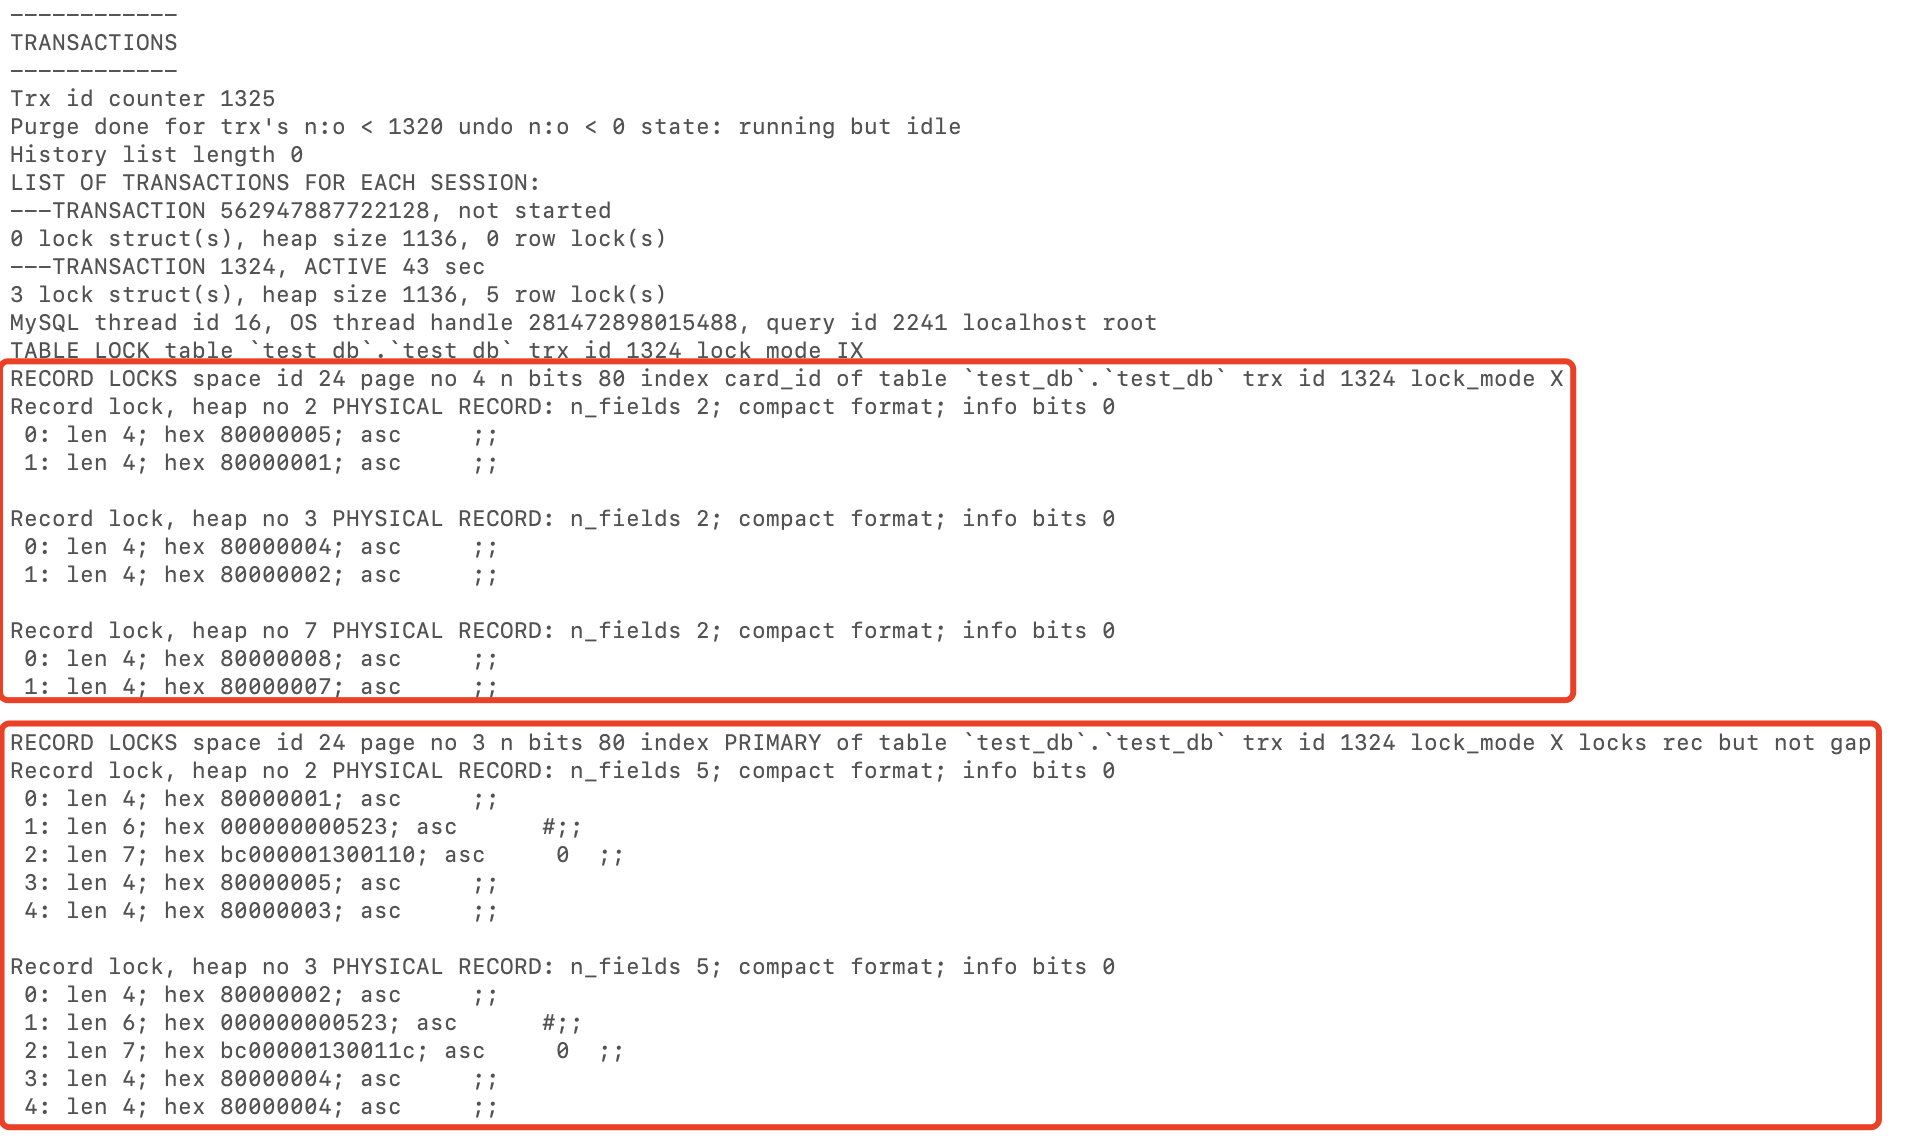 ------------
TRANSACTIONS
------------
Trx id counter 1325
Purge done for trx's n:o < 1320 undo n:o < 0 state: running but idle
History list length 0
LIST OF TRANSACTIONS FOR EACH SESSION:
---TRANSACTION 562947887722128, not started
0 lock struct(s), heap size 1136, 0 row lock(s)
---TRANSACTION 1324, ACTIVE 43 sec
3 lock struct(s), heap size 1136, 5 row lock(s)
MySQL thread id 16, OS thread handle 281472898015488, query id 2241 localhost root
TABLE LOCK table `test_db`.`test_db` trx id 1324 lock mode IX
RECORD LOCKS space id 24 page no 4 n bits 80 index card_id of table `test_db`.`test_db` trx id 1324 lock_mode X
Record lock, heap no 2 PHYSICAL RECORD: n_fields 2; compact format; info bits 0
 0: len 4; hex 80000005; asc     ;;
 1: len 4; hex 80000001; asc     ;;

Record lock, heap no 3 PHYSICAL RECORD: n_fields 2; compact format; info bits 0
 0: len 4; hex 80000004; asc     ;;
 1: len 4; hex 80000002; asc     ;;

Record lock, heap no 7 PHYSICAL RECORD: n_fields 2; compact format; info bits 0
 0: len 4; hex 80000008; asc     ;;
 1: len 4; hex 80000007; asc     ;;

RECORD LOCKS space id 24 page no 3 n bits 80 index PRIMARY of table `test_db`.`test_db` trx id 1324 lock_mode X locks rec but not gap
Record lock, heap no 2 PHYSICAL RECORD: n_fields 5; compact format; info bits 0
 0: len 4; hex 80000001; asc     ;;
 1: len 6; hex 000000000523; asc      #;;
 2: len 7; hex bc000001300110; asc     0  ;;
 3: len 4; hex 80000005; asc     ;;
 4: len 4; hex 80000003; asc     ;;

Record lock, heap no 3 PHYSICAL RECORD: n_fields 5; compact format; info bits 0
 0: len 4; hex 80000002; asc     ;;
 1: len 6; hex 000000000523; asc      #;;
 2: len 7; hex bc00000130011c; asc     0  ;;
 3: len 4; hex 80000004; asc     ;;
 4: len 4; hex 80000004; asc     ;;